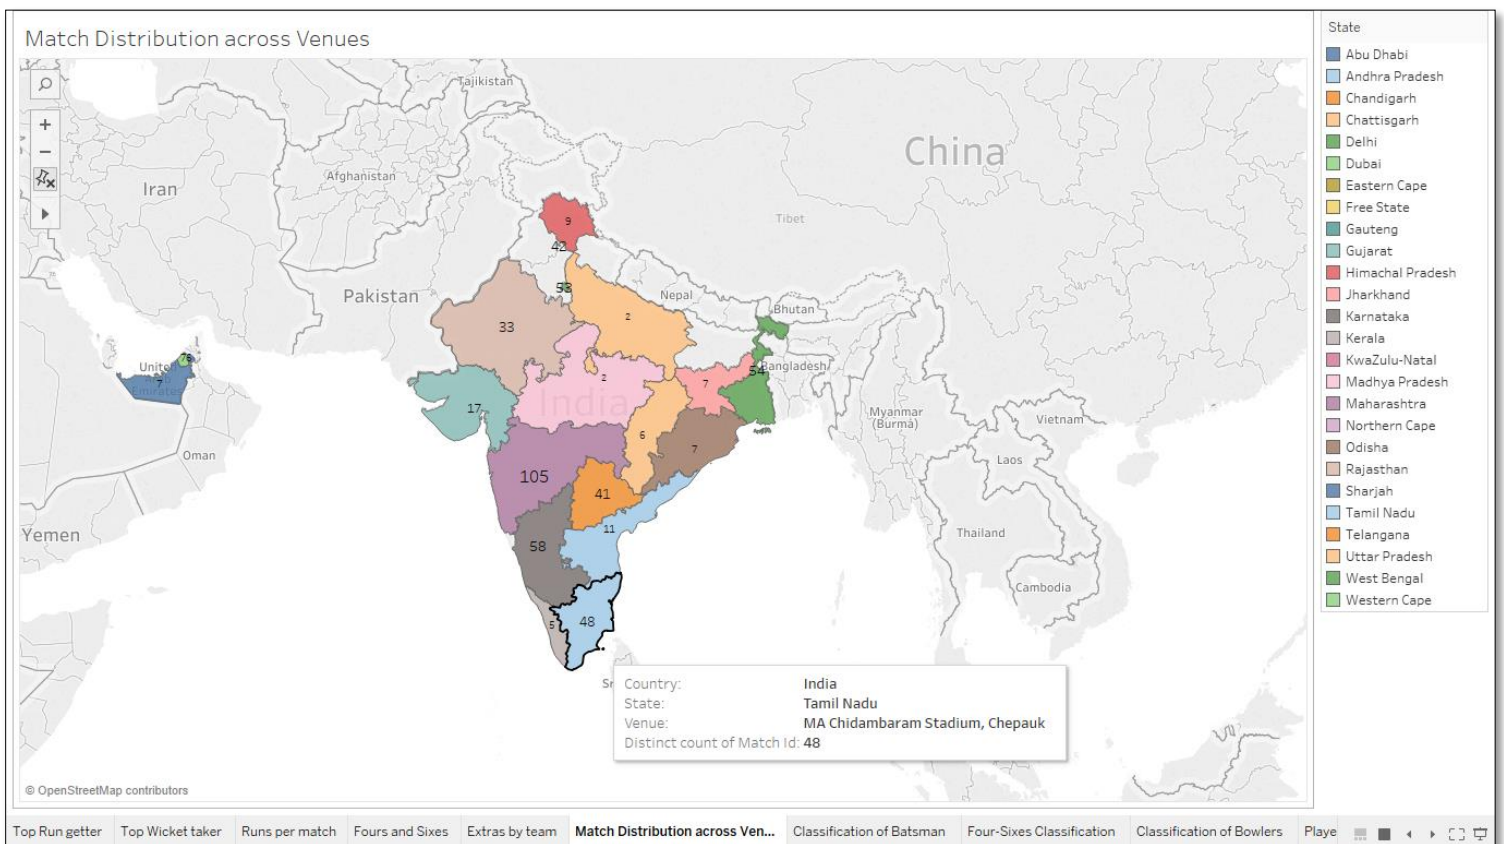 Match Distribution across Venues
Tajikistan
China
Afghanistan
Iran
Tibet
9
42
53
Pakistan
Nepal
2
Bhutan
33
United
Emirates
7
Bangladesh
54
7
2
India
17
Myanmar
(Burma)
Vietnam
6
7
Oman
Laos
105
41
Yemen
11
Thailand
58
Cambodia
5
48
Country: India
State: Tamil Nadu
Venue: MA Chidambaram Stadium, Chepauk
Distinct count of Match Id: 48
© OpenStreetMap contributors
State
Abu Dhabi
Andhra Pradesh
Chandigarh
Chattisgarh
Delhi
Dubai
Eastern Cape
Free State
Gauteng
Gujarat
Himachal Pradesh
Jharkhand
Karnataka
Kerala
KwaZulu-Natal
Madhya Pradesh
Maharashtra
Northern Cape
Odisha
Rajasthan
Sharjah
Tamil Nadu
Telangana
Uttar Pradesh
West Bengal
Western Cape
Top Run getter
Top Wicket taker
Runs per match
Fours and Sixes
Extras by team
Match Distribution across Ven...
Classification of Batsman
Four-Sixes Classification
Classification of Bowlers
Playe